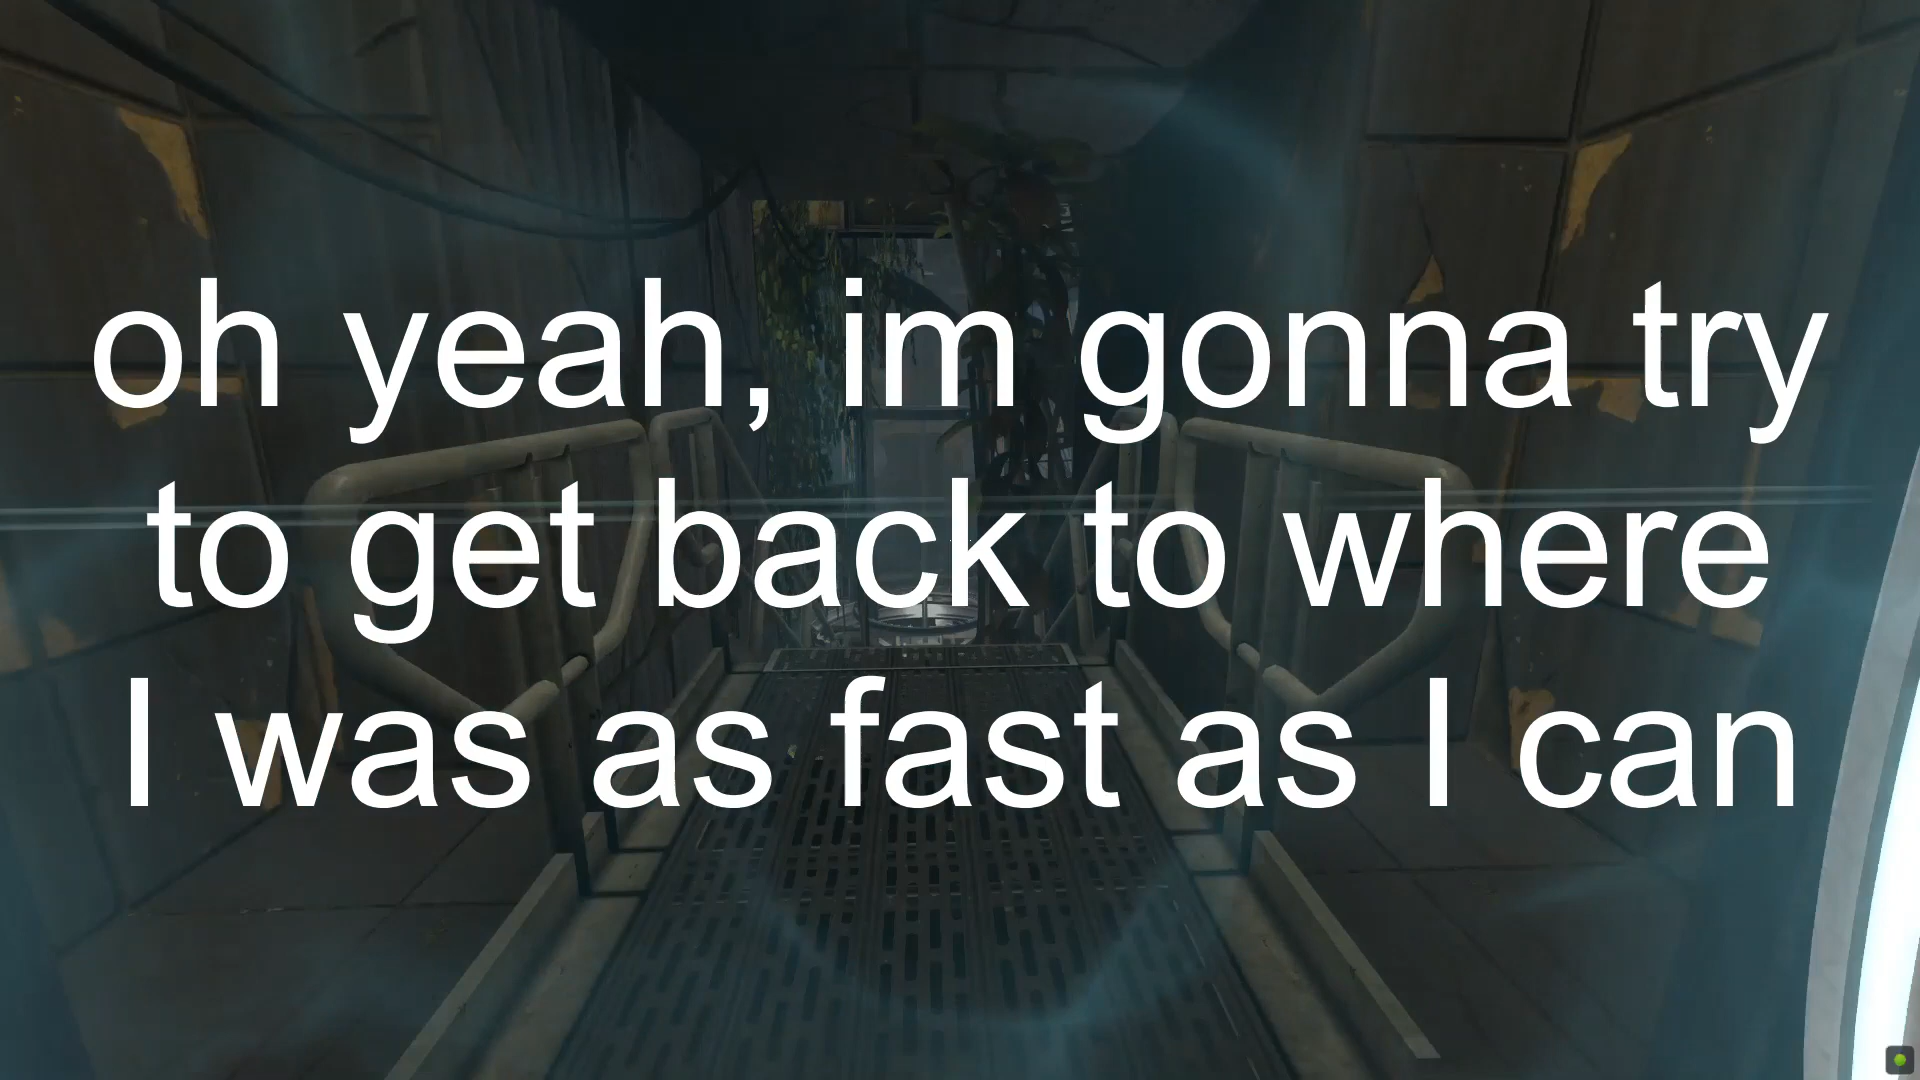 oh yeah, im gonna try
to get back to where
I was as fast as I can